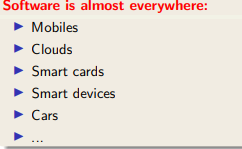 Software is almost everywhere:
Mobiles
Clouds
Smart cards
Smart devices
Cars
...